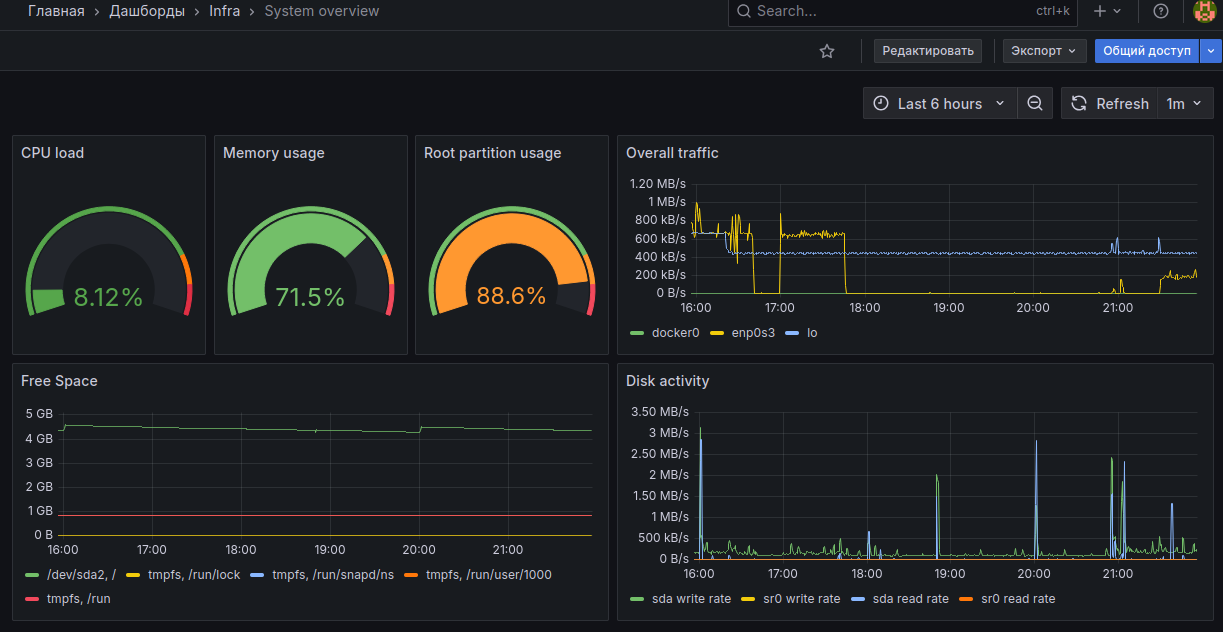 Главная › Дашборды › Infra › System overview
Search... ctrl+k
Редактировать Экспорт Общий доступ
Last 6 hours Refresh 1m
CPU load
8.12%
Memory usage
71.5%
Root partition usage
88.6%
Overall traffic
1.20 MB/s
1 MB/s
800 kB/s
600 kB/s
400 kB/s
200 kB/s
0 B/s
16:00 17:00 18:00 19:00 20:00 21:00
docker0 enp0s3 lo
Free Space
5 GB
4 GB
3 GB
2 GB
1 GB
0 B
16:00 17:00 18:00 19:00 20:00 21:00
/dev/sda2, / tmpfs, /run/lock tmpfs, /run/snapd/ns tmpfs, /run/user/1000
tmpfs, /run
Disk activity
3.50 MB/s
3 MB/s
2.50 MB/s
2 MB/s
1.50 MB/s
1 MB/s
500 kB/s
0 B/s
16:00 17:00 18:00 19:00 20:00 21:00
sda write rate sr0 write rate sda read rate sr0 read rate